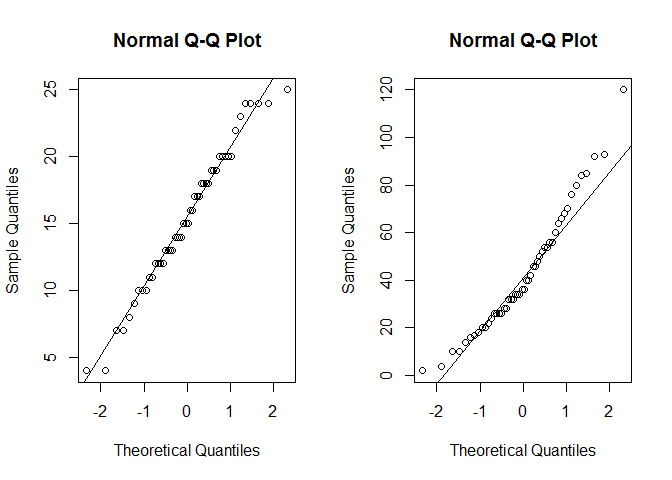 Normal Q-Q Plot
Sample Quantiles
25
20
15
10
5
-2 -1 0 1 2
Theoretical Quantiles
Normal Q-Q Plot
Sample Quantiles
120
100
80
60
40
20
0
-2 -1 0 1 2
Theoretical Quantiles